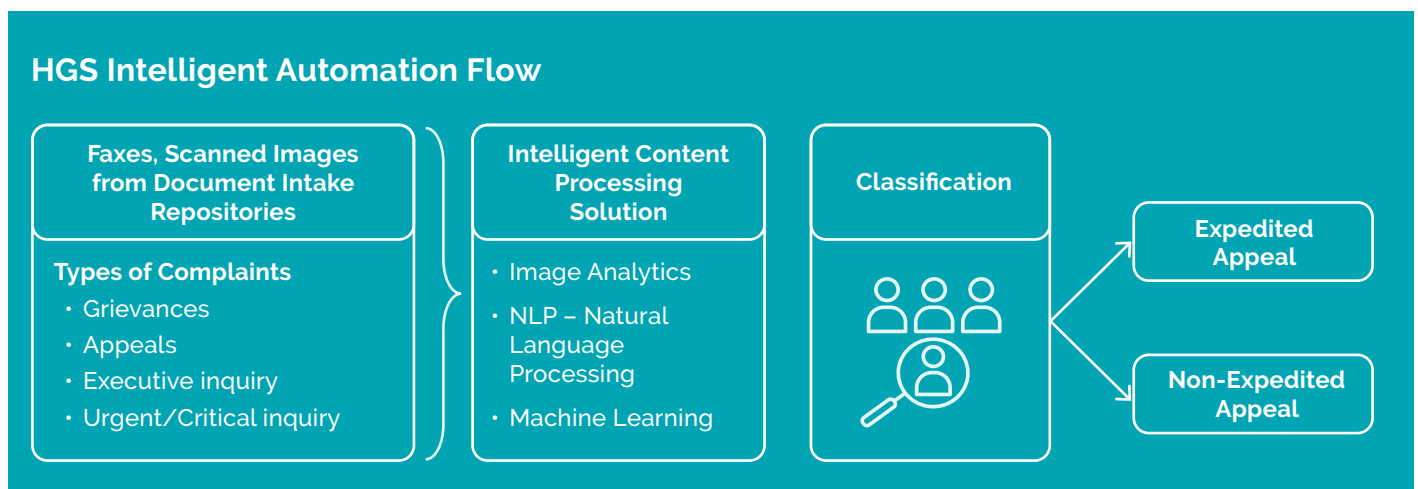 HGS Intelligent Automation Flow
Faxes, Scanned Images
from Document Intake
Repositories
Types of Complaints
• Grievances
• Appeals
• Executive inquiry
• Urgent/Critical inquiry
Intelligent Content
Processing
Solution
• Image Analytics
• NLP – Natural
Language
Processing
• Machine Learning
Classification
Expedited
Appeal
Non-Expedited
Appeal